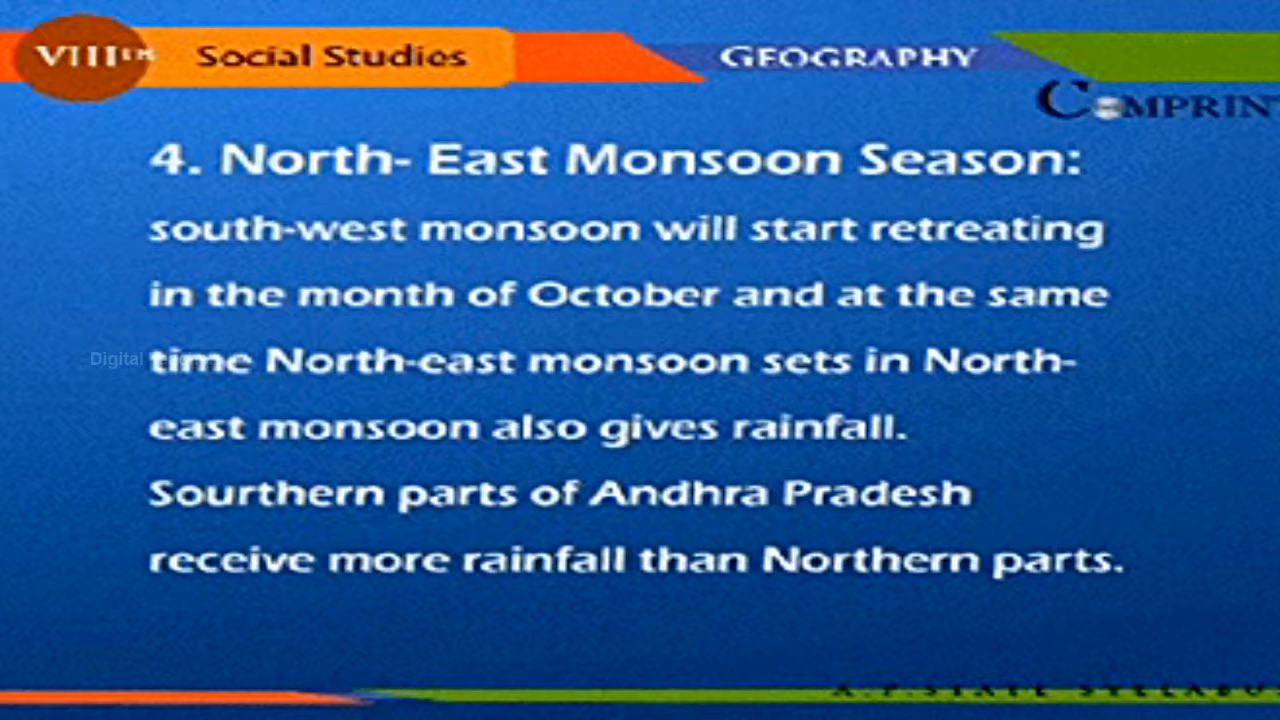 VIIITH Social Studies GEOGRAPHY
COMPRINT
4. North- East Monsoon Season:
south-west monsoon will start retreating
in the month of October and at the same
Digital time North-east monsoon sets in North-
east monsoon also gives rainfall.
Sourthern parts of Andhra Pradesh
receive more rainfall than Northern parts.
A.P.STATE SYLLABUS